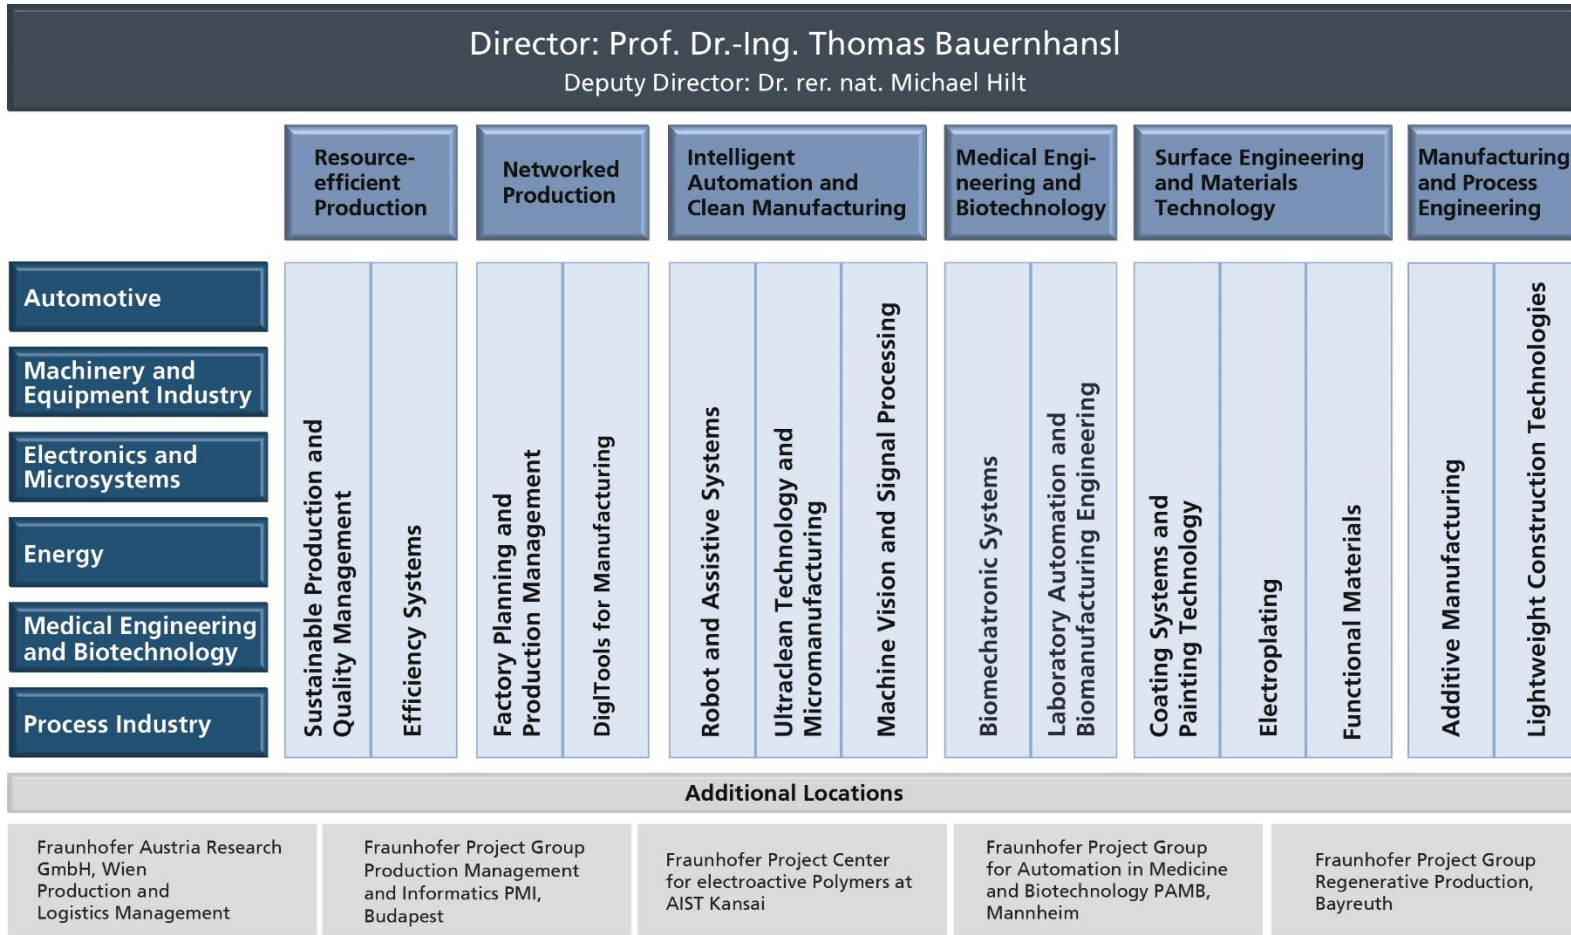 Director: Prof. Dr.-Ing. Thomas Bauernhansl
Deputy Director: Dr. rer. nat. Michael Hilt
Resource-
efficient
Production
Networked
Production
Intelligent
Automation and
Clean Manufacturing
Medical Engi-
neering and
Biotechnology
Surface Engineering
and Materials
Technology
Manufacturing
and Process
Engineering
Automotive
Machinery and
Equipment Industry
Electronics and
Microsystems
Energy
Medical Engineering
and Biotechnology
Process Industry
Sustainable Production and
Quality Management
Efficiency Systems
Factory Planning and
Production Management
DigITools for Manufacturing
Robot and Assistive Systems
Ultraclean Technology and
Micromanufacturing
Machine Vision and Signal Processing
Biomechatronic Systems
Laboratory Automation and
Biomanufacturing Engineering
Coating Systems and
Painting Technology
Electroplating
Functional Materials
Additive Manufacturing
Lightweight Construction Technologies
Additional Locations
Fraunhofer Austria Research
GmbH, Wien
Production and
Logistics Management
Fraunhofer Project Group
Production Management
and Informatics PMI,
Budapest
Fraunhofer Project Center
for electroactive Polymers at
AIST Kansai
Fraunhofer Project Group
for Automation in Medicine
and Biotechnology PAMB,
Mannheim
Fraunhofer Project Group
Regenerative Production,
Bayreuth